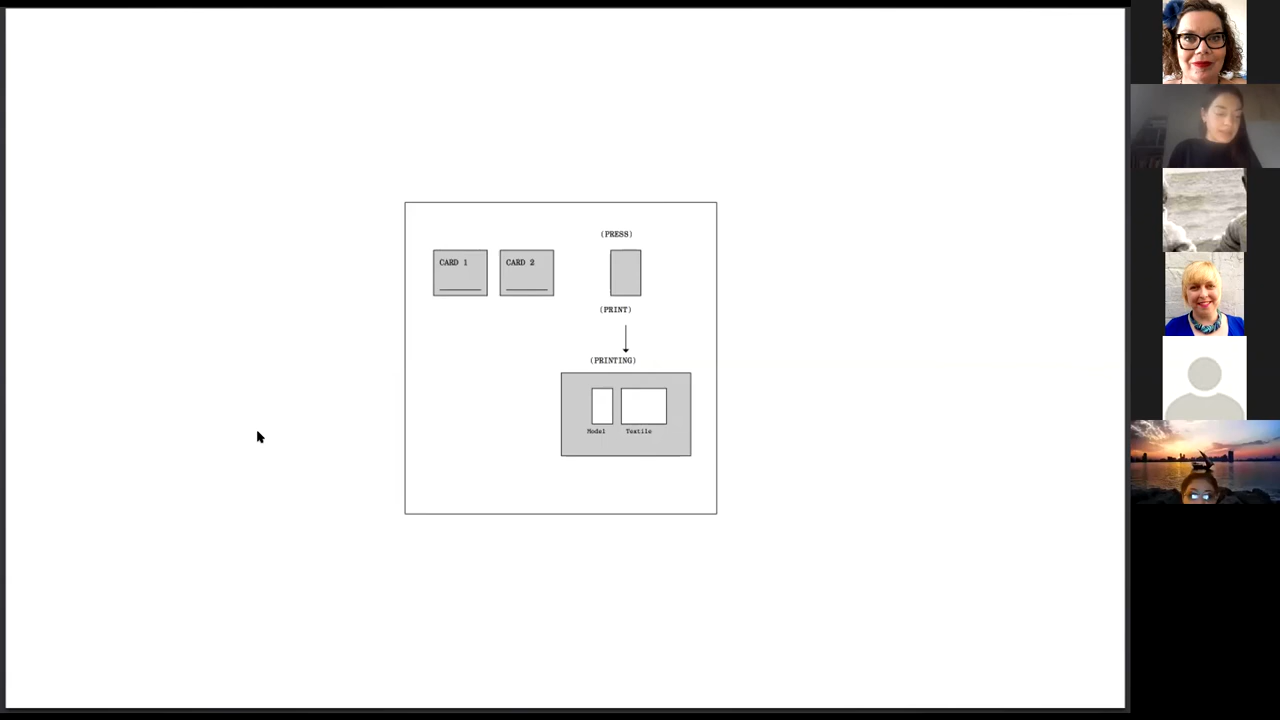 (PRESS)
CARD 1
CARD 2
(PRINT)
(PRINTING)
Model
Textile